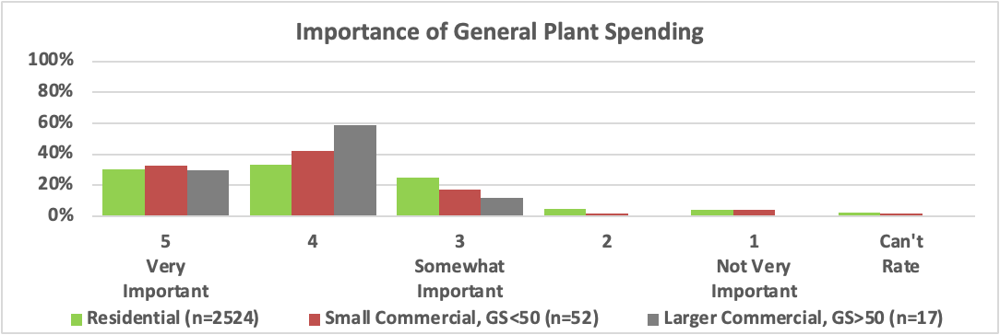 Importance of General Plant Spending
100%
80%
60%
40%
20%
0%
5 4 3 2 1 Can't
Very Somewhat Not Very Rate
Important Important Important
Residential (n=2524) Small Commercial, GS<50 (n=52) Larger Commercial, GS>50 (n=17)